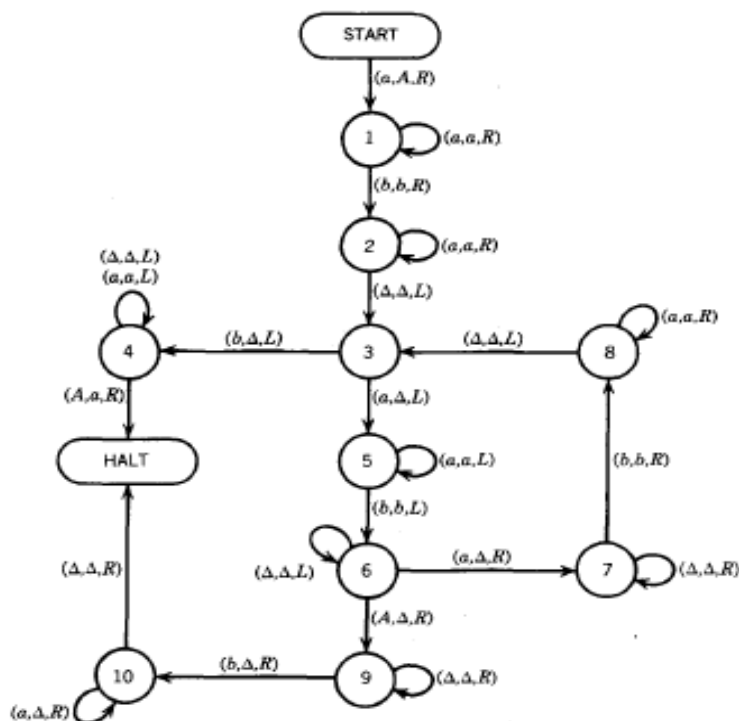 START
(a,A,R)
1 (a,a,R)
(b,b,R)
2 (a,a,R)
(Δ,Δ,L)
(a,a,L)
(Δ,Δ,L)
(a,a,R)
4 (b,Δ,L) 3 (Δ,Δ,L) 8
(A,a,R)
(a,Δ,L)
HALT
5 (a,a,L)
(b,b,R)
(b,b,L)
(Δ,Δ,R)
(Δ,Δ,L) 6 (a,Δ,R) 7 (Δ,Δ,R)
(A,Δ,R)
10 (b,Δ,R) 9 (Δ,Δ,R)
(a,Δ,R)